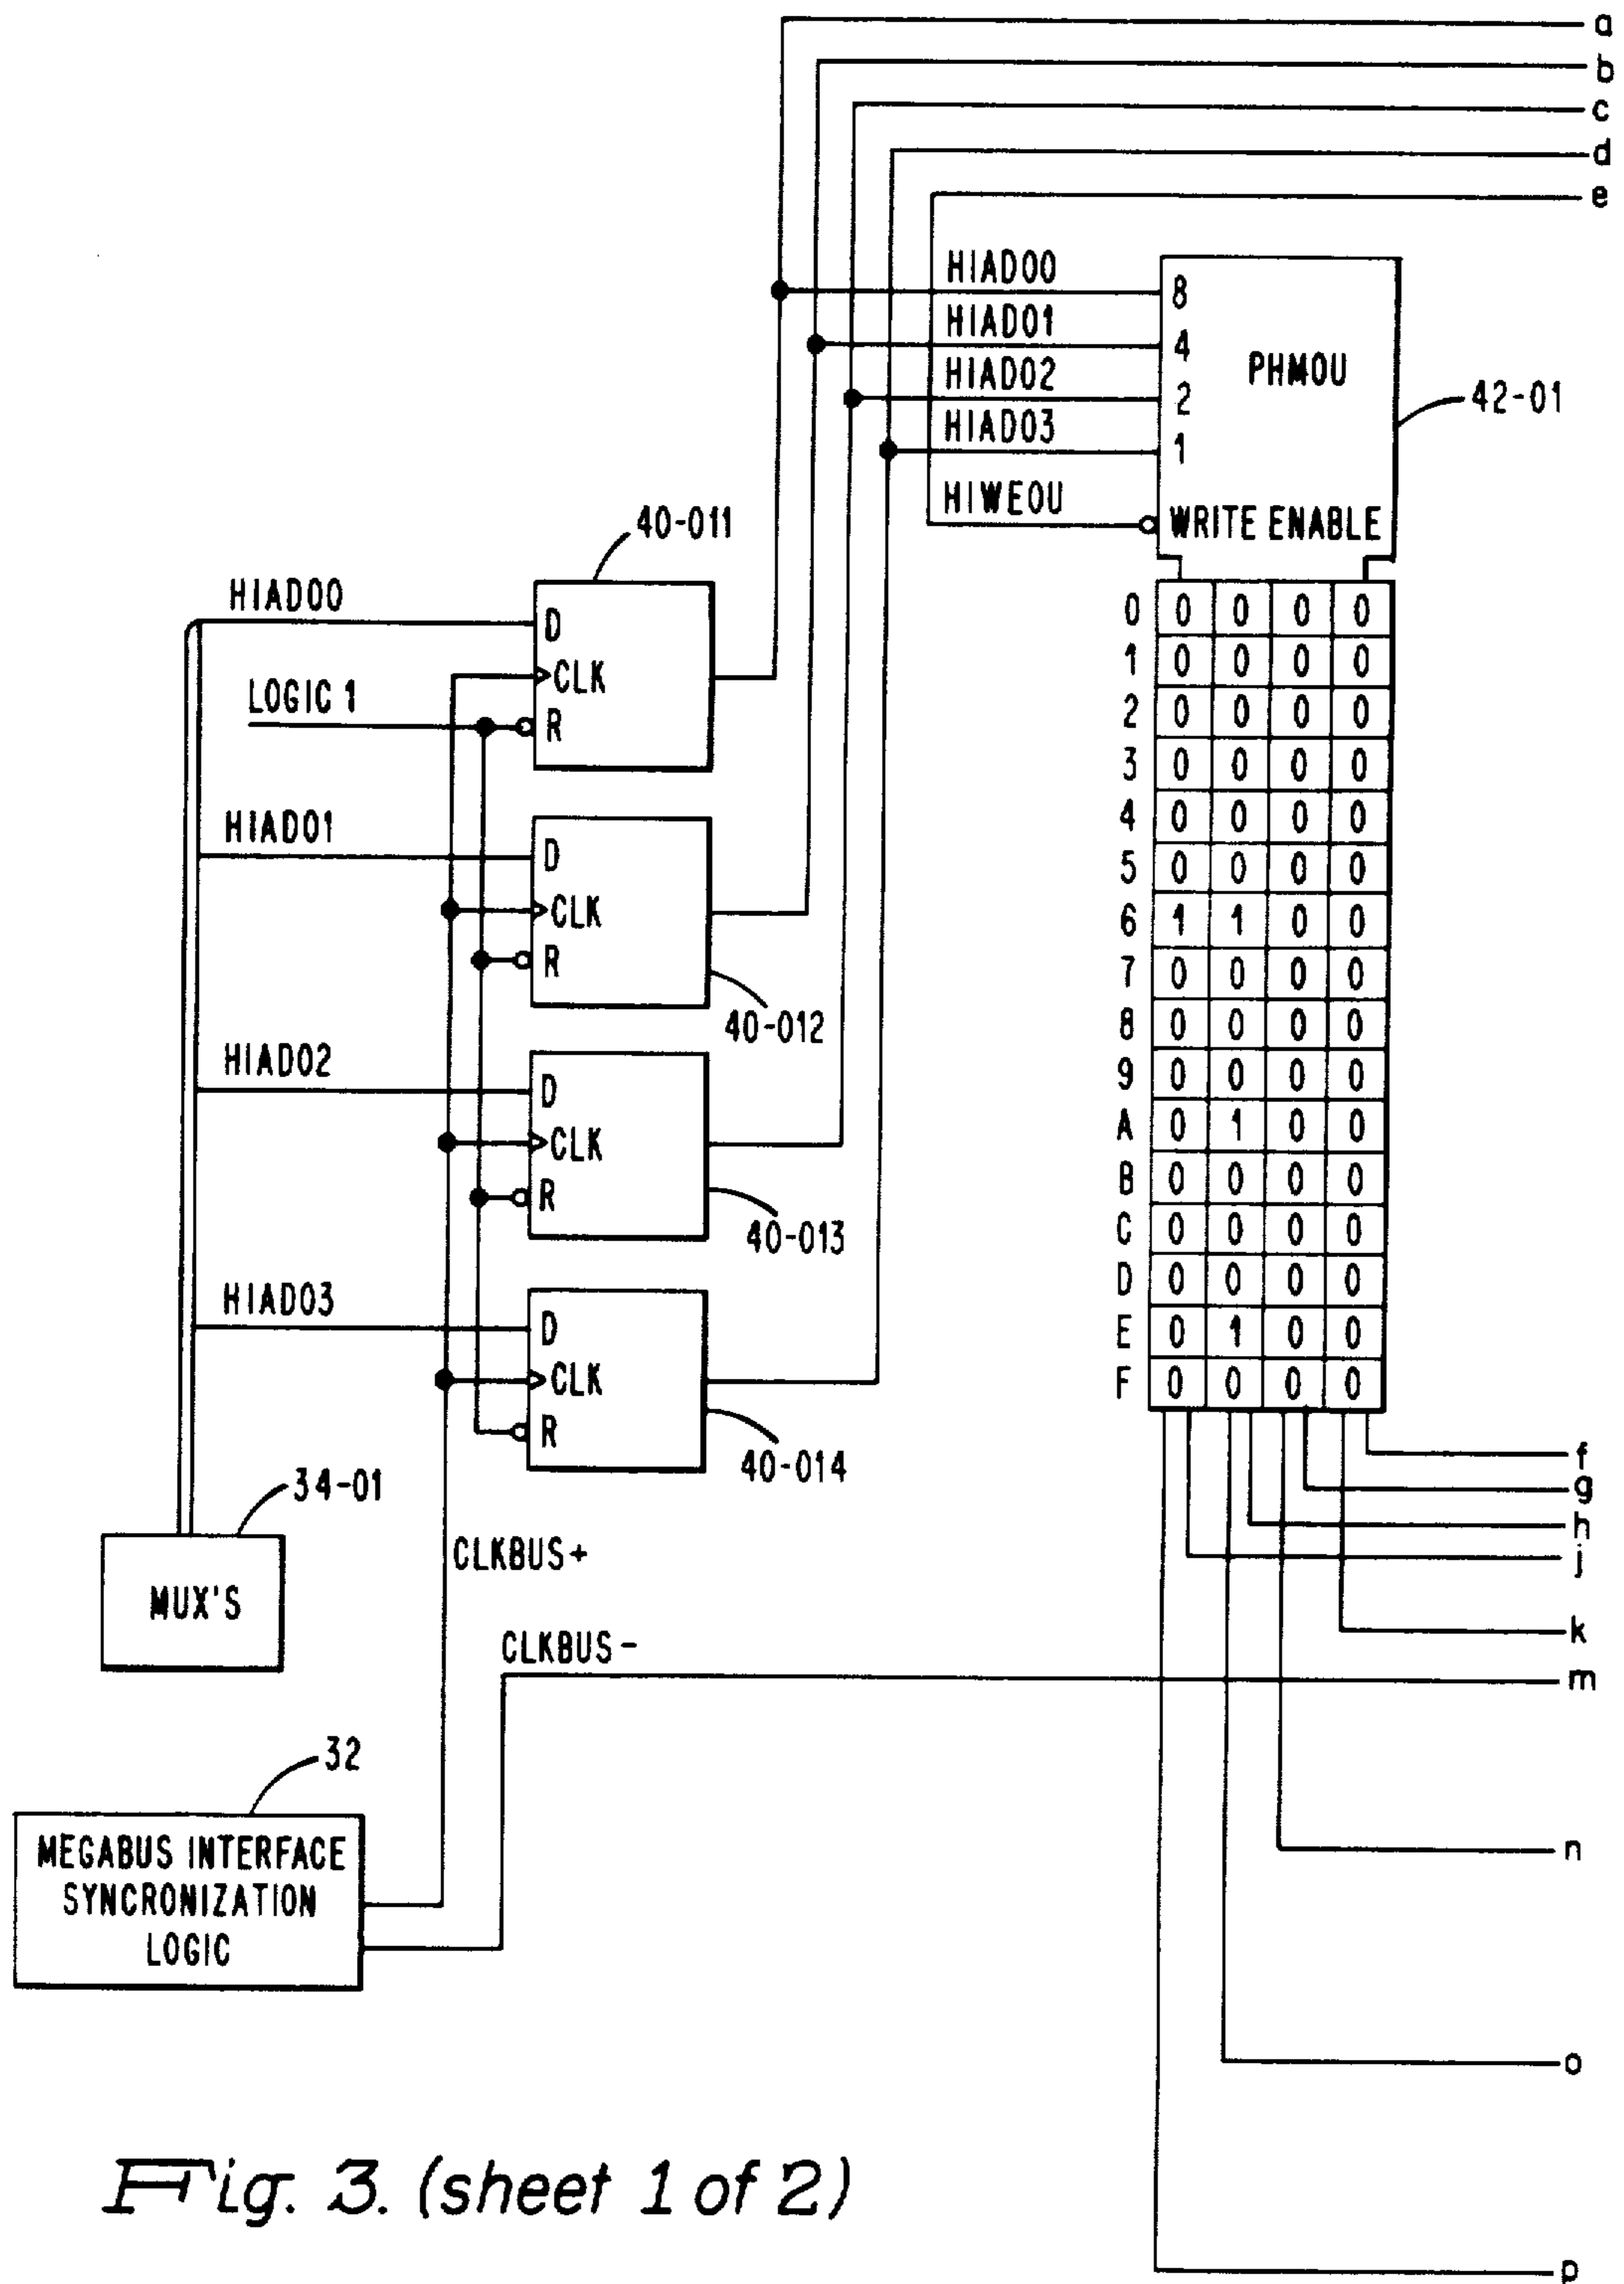 a
b
c
d
e
HIAD00
8
HIAD01
4
PHMOU
HIAD02
2
42-01
HIAD03
1
HIWEOU
WRITE ENABLE
40-011
HIAD00
D
CLK
LOGIC 1
R
HIAD01
D
CLK
R
40-012
HIAD02
D
CLK
R
40-013
HIAD03
D
CLK
R
40-014
0 0 0 0 0
1 0 0 0 0
2 0 0 0 0
3 0 0 0 0
4 0 0 0 0
5 0 0 0 0
6 1 1 0 0
7 0 0 0 0
8 0 0 0 0
9 0 0 0 0
A 0 1 0 0
B 0 0 0 0
C 0 0 0 0
D 0 0 0 0
E 0 1 0 0
F 0 0 0 0
f
g
h
j
k
m
n
o
p
34-01
MUX'S
CLKBUS+
CLKBUS-
32
MEGABUS INTERFACE
SYNCRONIZATION
LOGIC
Fig. 3. (sheet 1 of 2)